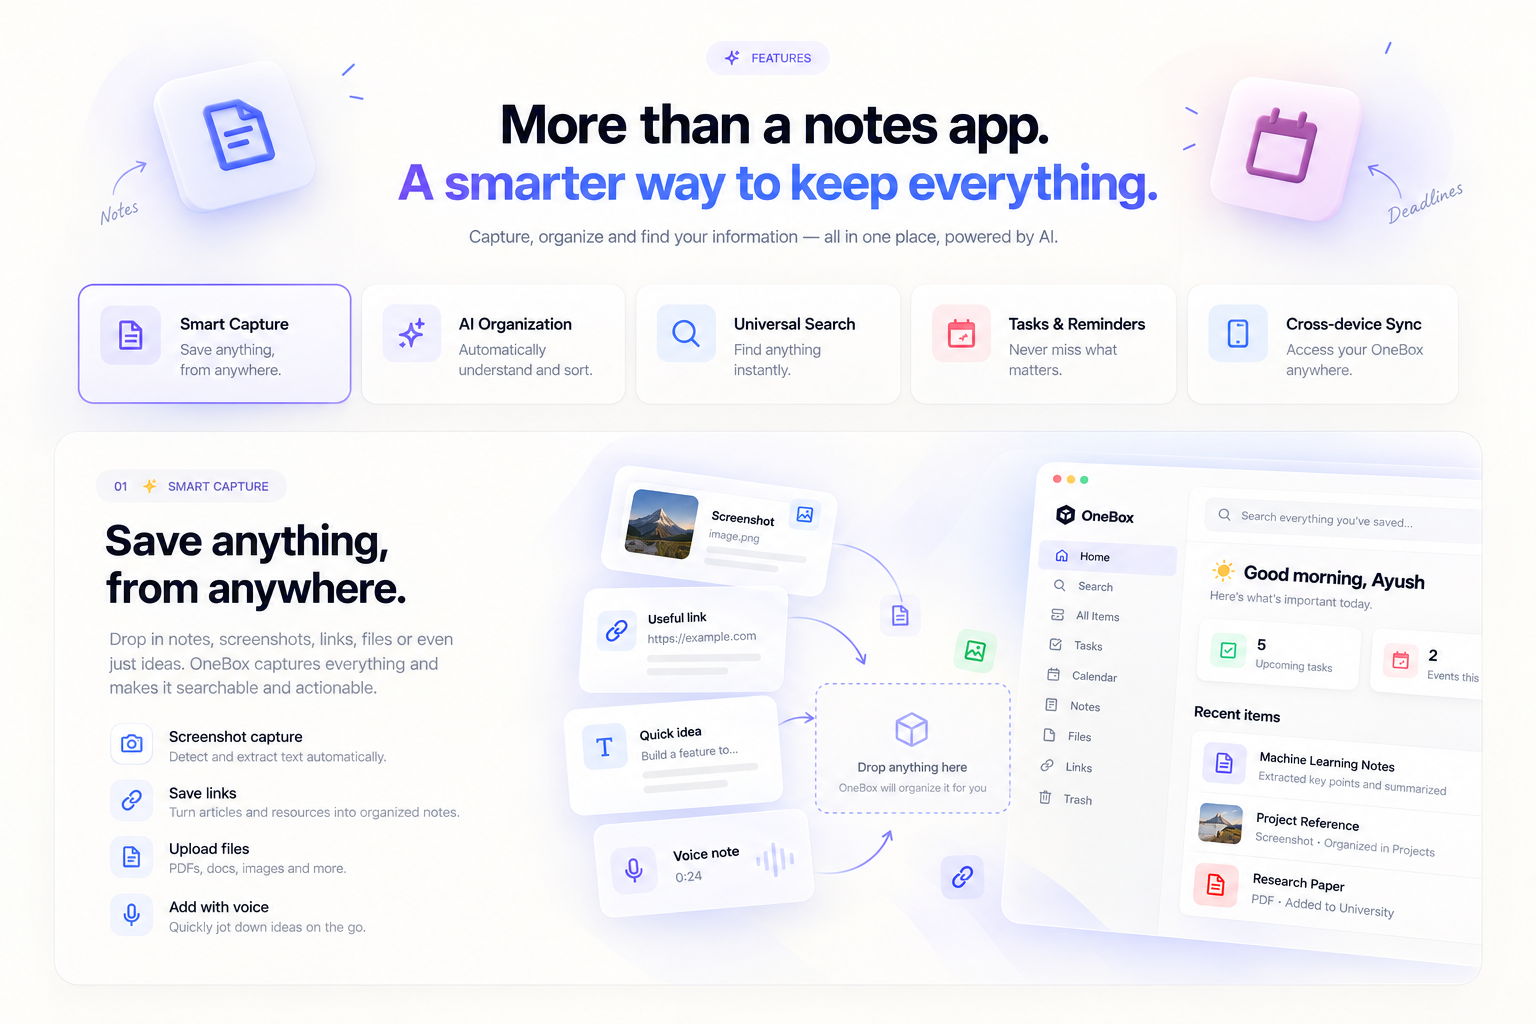 FEATURES
More than a notes app.
A smarter way to keep everything.
Capture, organize and find your information — all in one place, powered by AI.
Notes
Deadlines
Smart Capture
Save anything,
from anywhere.
AI Organization
Automatically
understand and sort.
Universal Search
Find anything
instantly.
Tasks & Reminders
Never miss what
matters.
Cross-device Sync
Access your OneBox
anywhere.
01 SMART CAPTURE
Save anything,
from anywhere.
Drop in notes, screenshots, links, files or even
just ideas. OneBox captures everything and
makes it searchable and actionable.
Screenshot capture
Detect and extract text automatically.
Save links
Turn articles and resources into organized notes.
Upload files
PDFs, docs, images and more.
Add with voice
Quickly jot down ideas on the go.
Screenshot
image.png
Useful link
https://example.com
T
Quick idea
Build a feature to...
Voice note
0:24
Drop anything here
OneBox will organize it for you
OneBox
Home
Search
All Items
Tasks
Calendar
Notes
Files
Links
Trash
Search everything you've saved...
Good morning, Ayush
Here's what's important today.
5
Upcoming tasks
2
Events this
Recent items
Machine Learning Notes
Extracted key points and summarized
Project Reference
Screenshot • Organized in Projects
Research Paper
PDF • Added to University